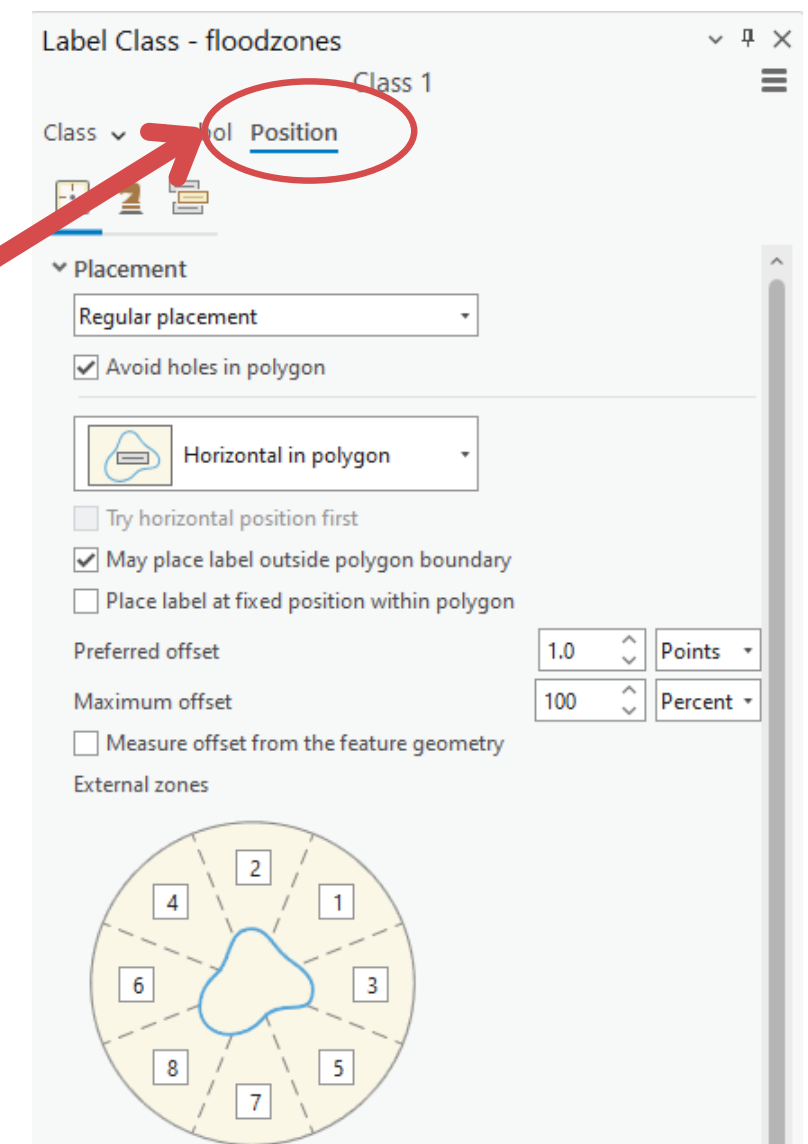 Label Class - floodzones
Class 1
Class Position
Placement
Regular placement
Avoid holes in polygon
Horizontal in polygon
Try horizontal position first
May place label outside polygon boundary
Place label at fixed position within polygon
Preferred offset 1.0 Points
Maximum offset 100 Percent
Measure offset from the feature geometry
External zones
2
4 1
6 3
8 5
7